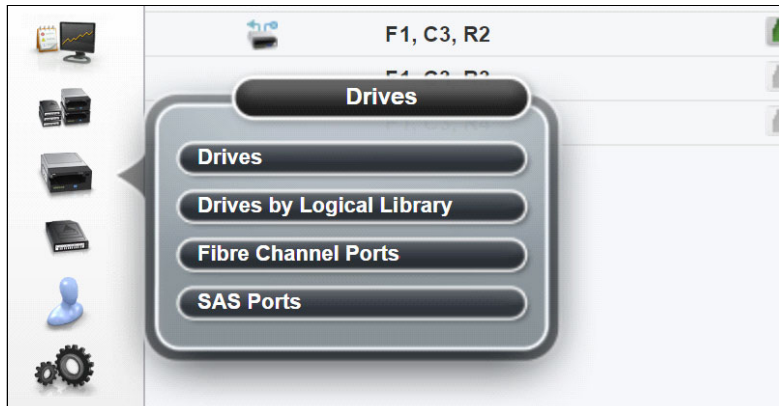 F1, C3, R2
Drives
Drives
Drives by Logical Library
Fibre Channel Ports
SAS Ports